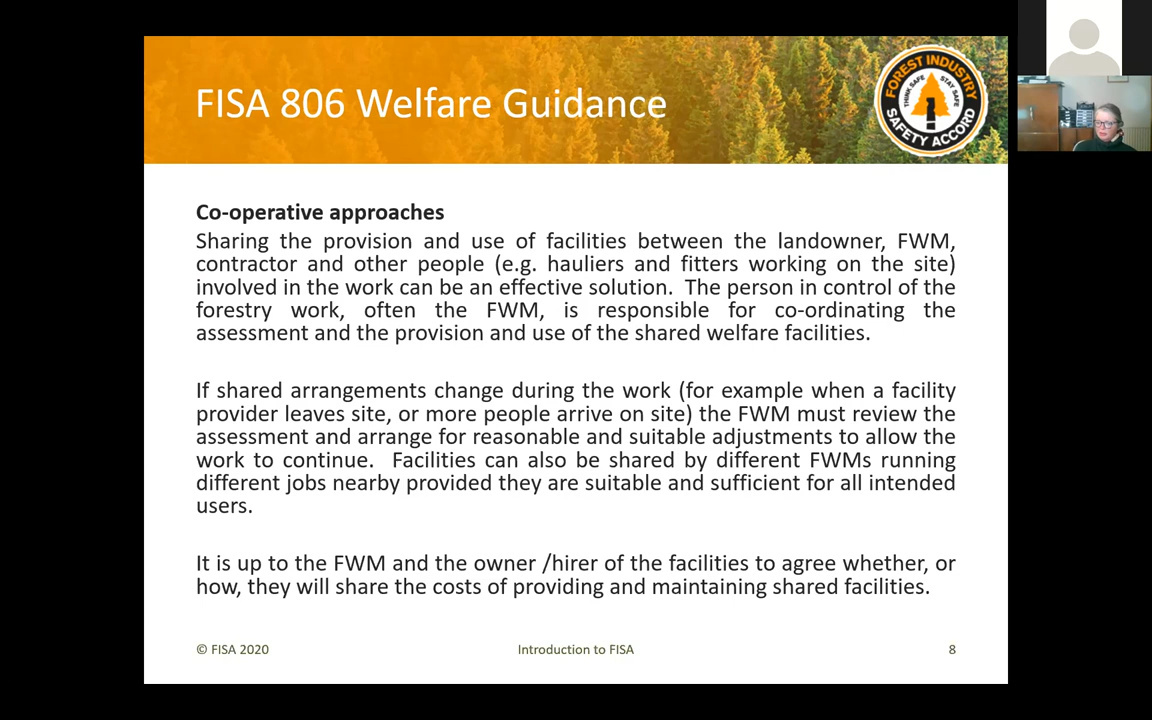 FISA 806 Welfare Guidance
FOREST INDUSTRY
THINK SAFE
STAY SAFE
SAFETY ACCORD
Co-operative approaches
Sharing the provision and use of facilities between the landowner, FWM,
contractor and other people (e.g. hauliers and fitters working on the site)
involved in the work can be an effective solution.  The person in control of the
forestry work, often the FWM, is responsible for co-ordinating the
assessment and the provision and use of the shared welfare facilities.
If shared arrangements change during the work (for example when a facility
provider leaves site, or more people arrive on site) the FWM must review the
assessment and arrange for reasonable and suitable adjustments to allow the
work to continue.  Facilities can also be shared by different FWMs running
different jobs nearby provided they are suitable and sufficient for all intended
users.
It is up to the FWM and the owner /hirer of the facilities to agree whether, or
how, they will share the costs of providing and maintaining shared facilities.
© FISA 2020
Introduction to FISA
8